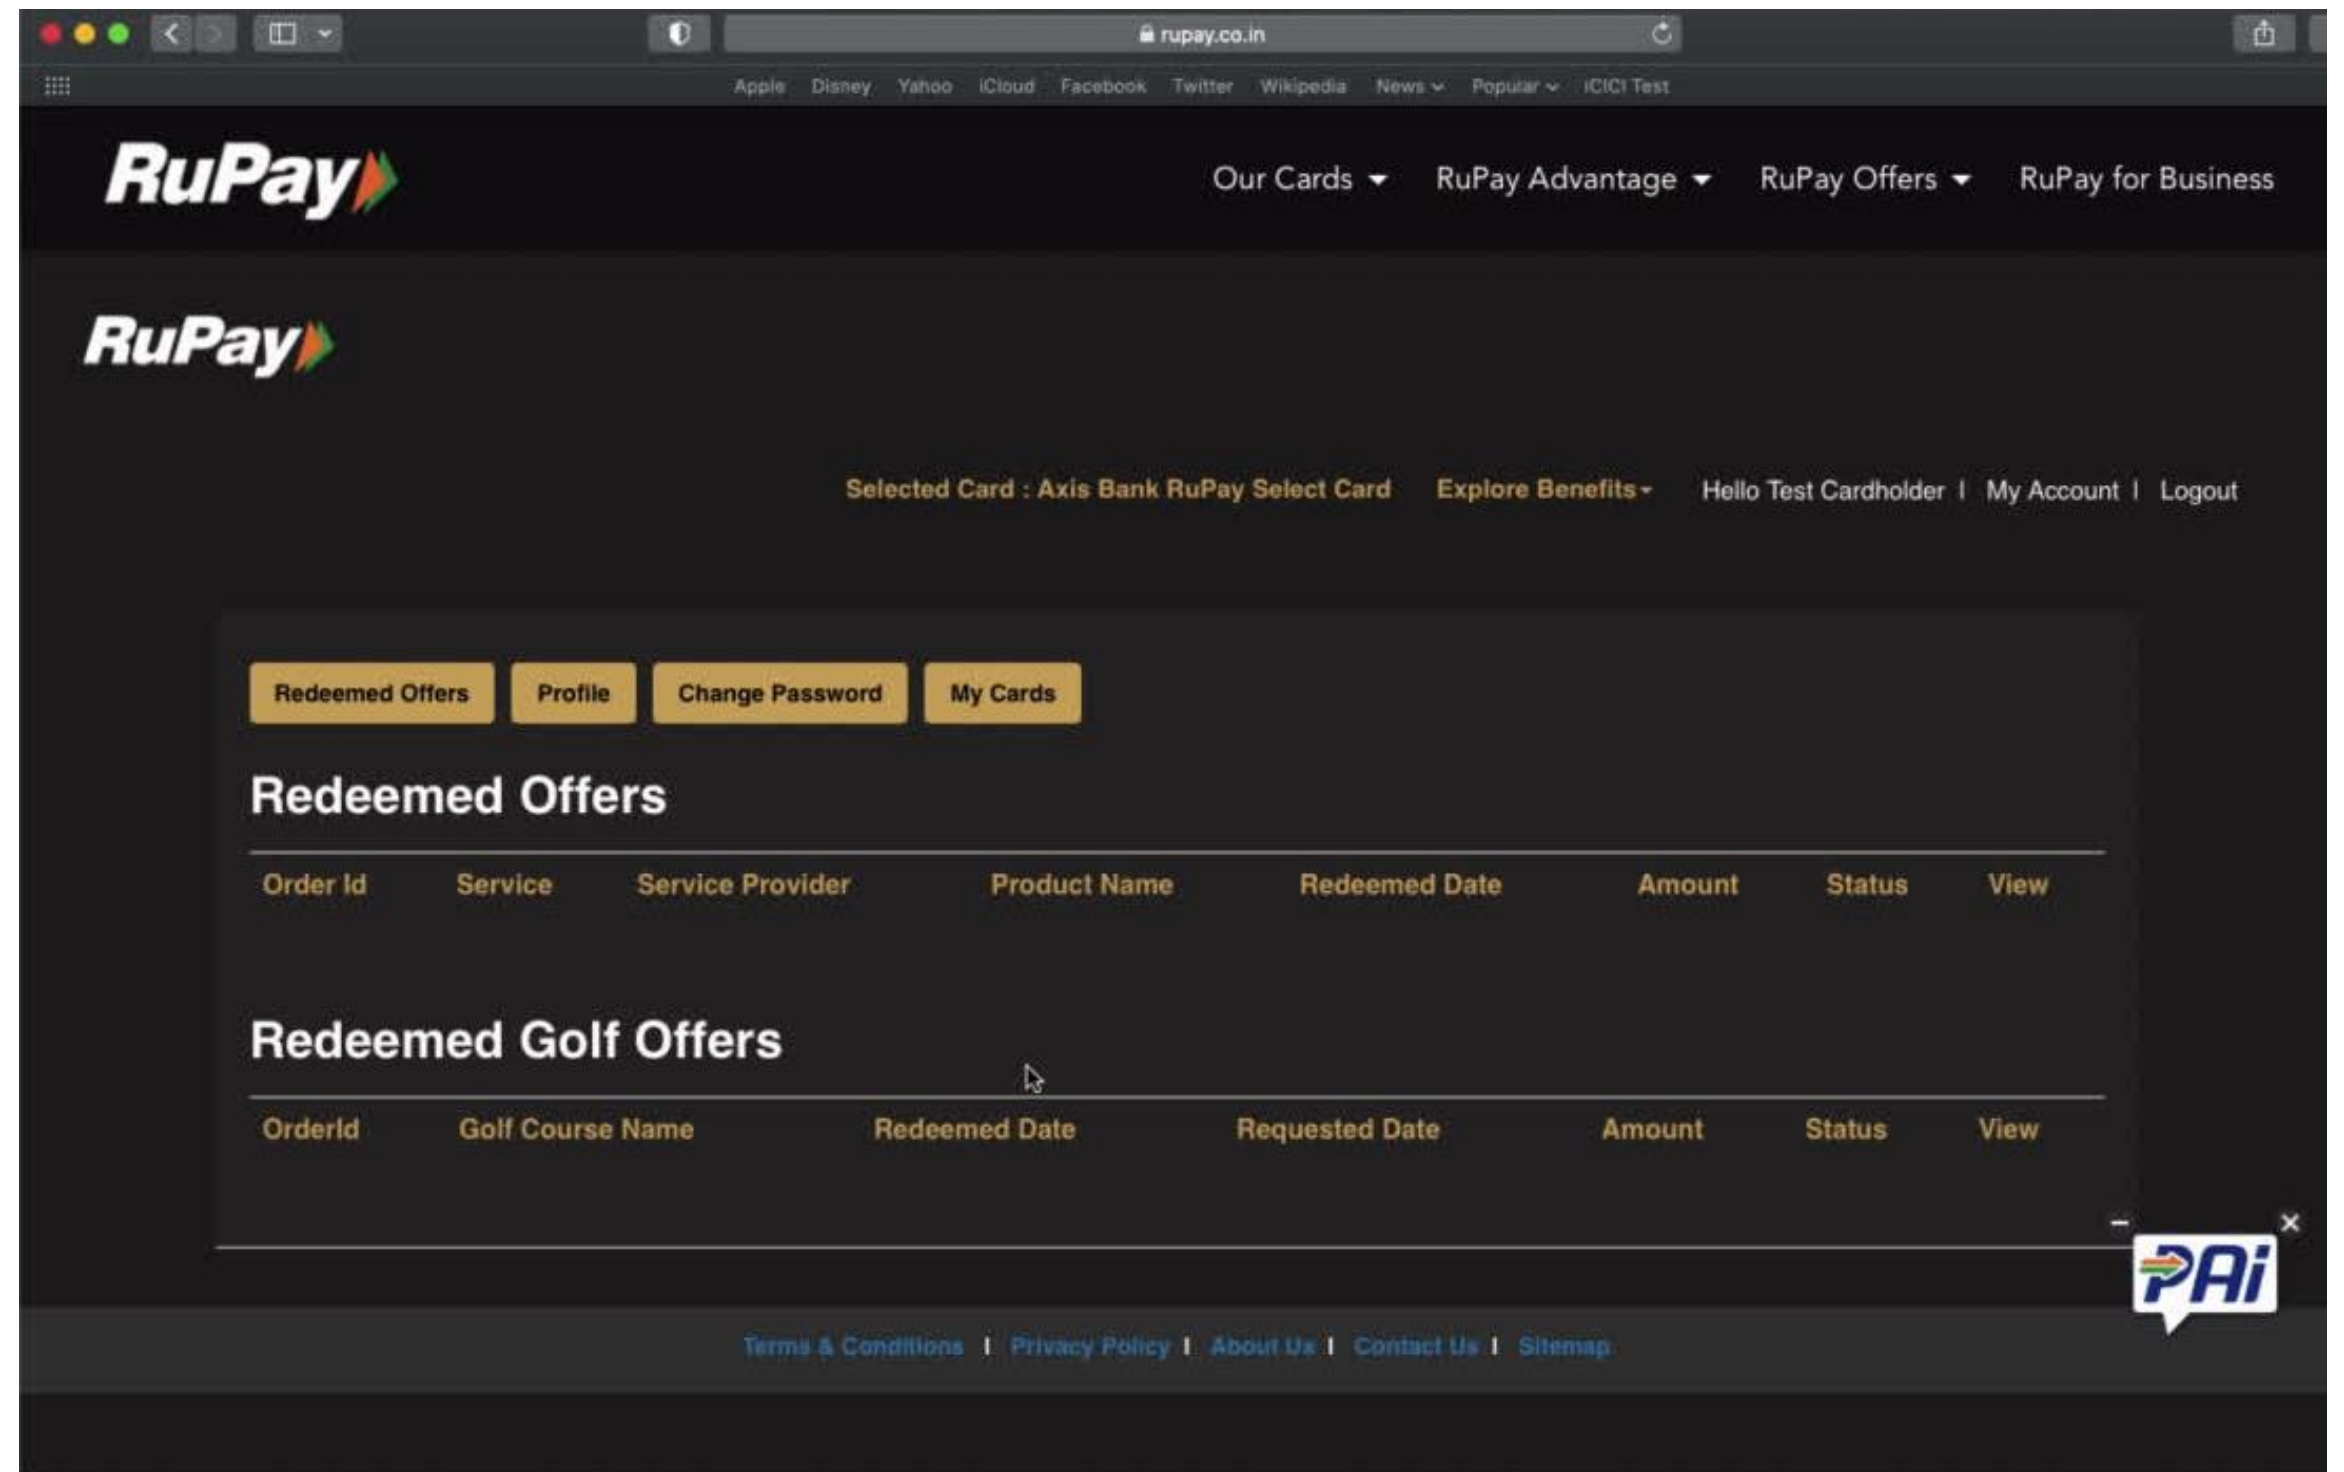 rupay.co.in
Apple Disney Yahoo iCloud Facebook Twitter Wikipedia News Popular ICICI Test
RuPay Our Cards RuPay Advantage RuPay Offers RuPay for Business
RuPay
Selected Card : Axis Bank RuPay Select Card Explore Benefits Hello Test Cardholder | My Account | Logout
Redeemed Offers Profile Change Password My Cards
Redeemed Offers
Order Id Service Service Provider Product Name Redeemed Date Amount Status View
Redeemed Golf Offers
OrderId Golf Course Name Redeemed Date Requested Date Amount Status View
PAi
Terms & Conditions | Privacy Policy | About Us | Contact Us | Sitemap